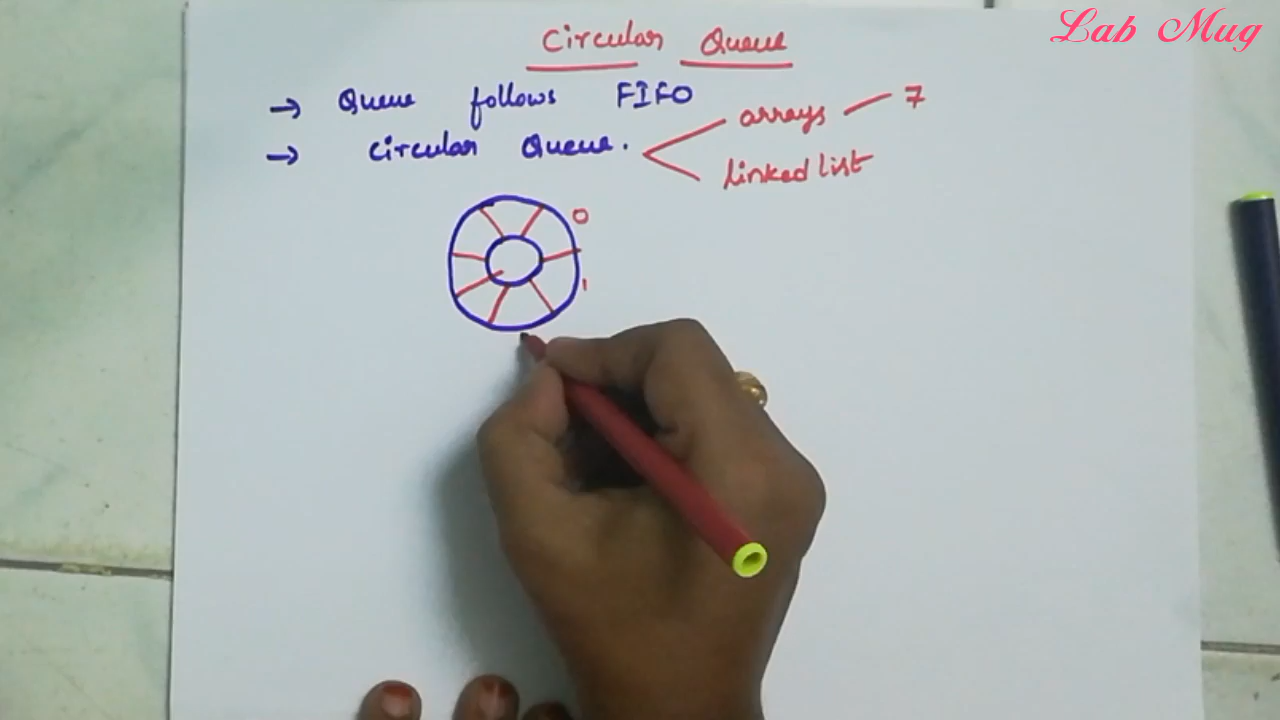 Lab Mug
Circular Queue
→ Queue follows FIFO
→ Circular Queue.
arrays — 7
Linked list
0
1